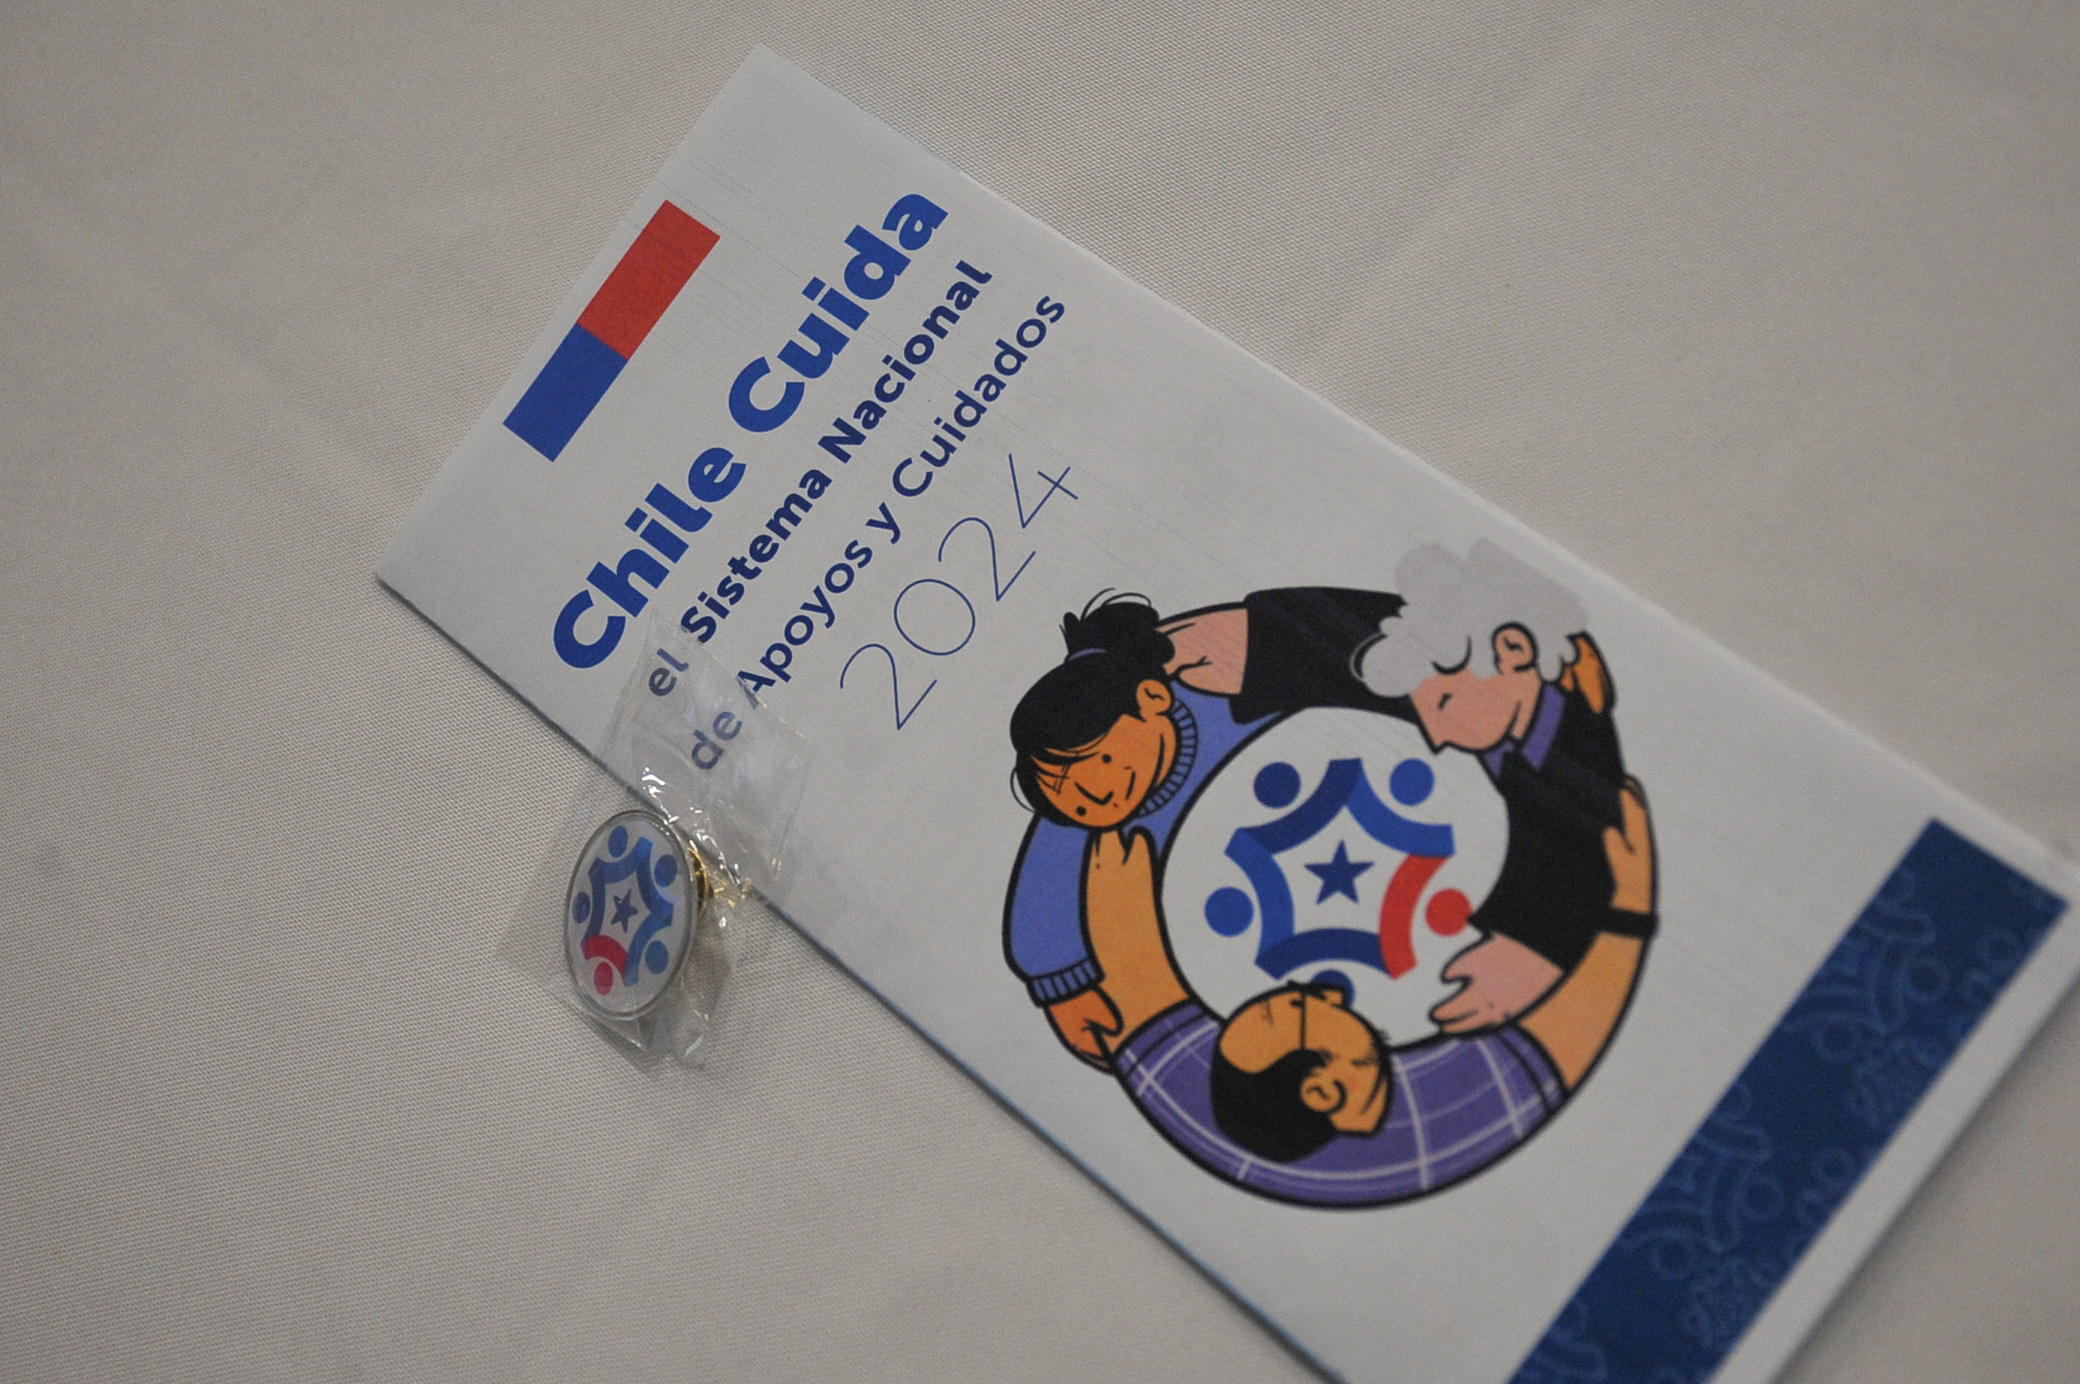 Chile Cuida
el Sistema Nacional
de Apoyos y Cuidados
2024